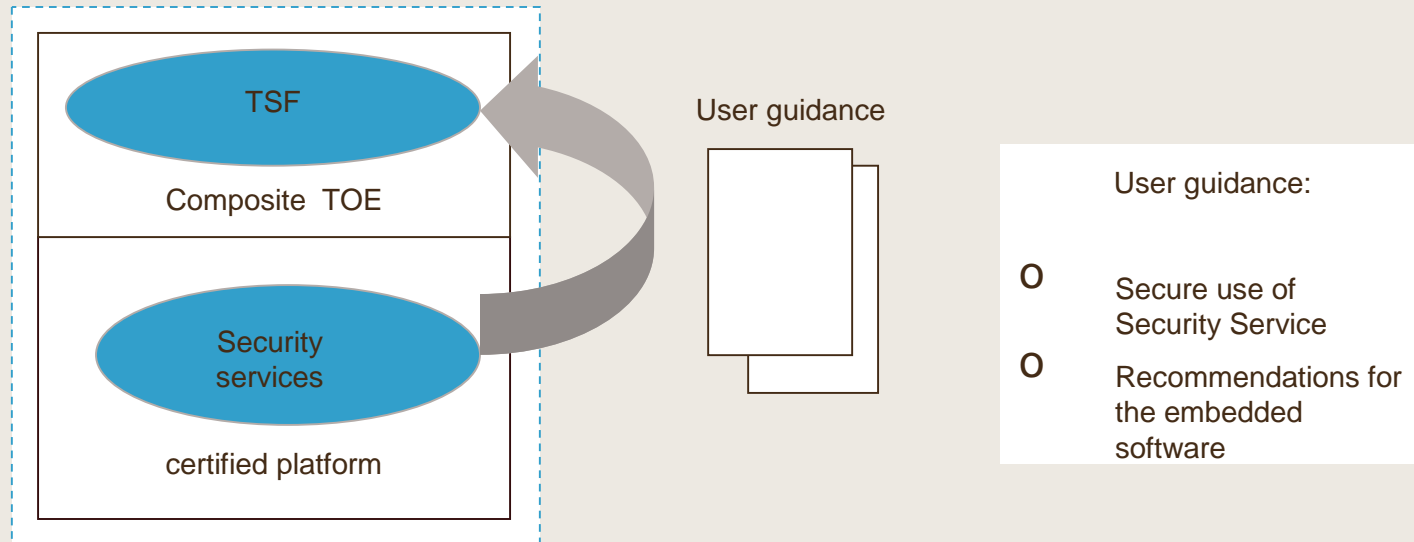 TSF
Composite TOE
Security
services
certified platform
User guidance
User guidance:
o Secure use of
Security Service
o Recommendations for
the embedded
software